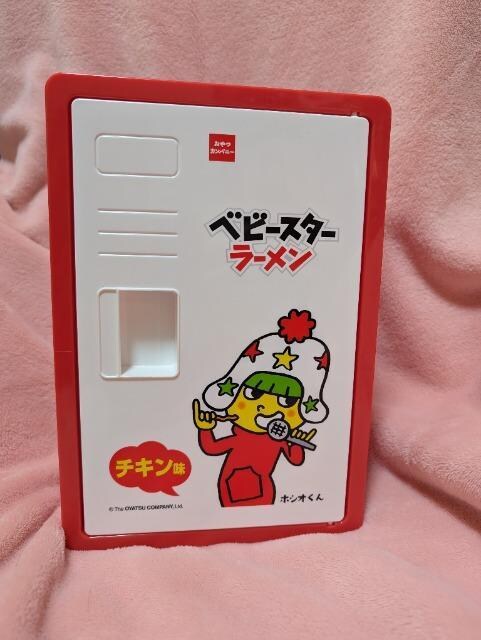 おやつ
カンパニー
ベビースター
ラーメン
チキン味
ホシオくん
© The OYATSU COMPANY, Ltd.